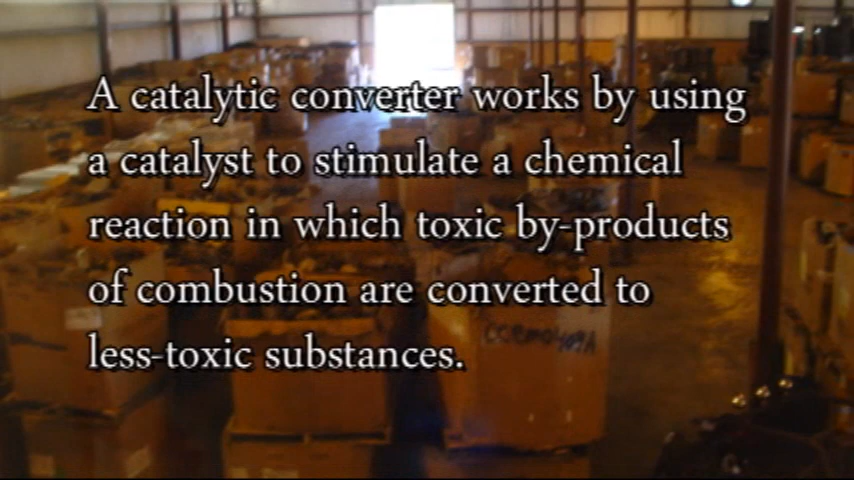 A catalytic converter works by using
a catalyst to stimulate a chemical
reaction in which toxic by-products
of combustion are converted to
less-toxic substances.